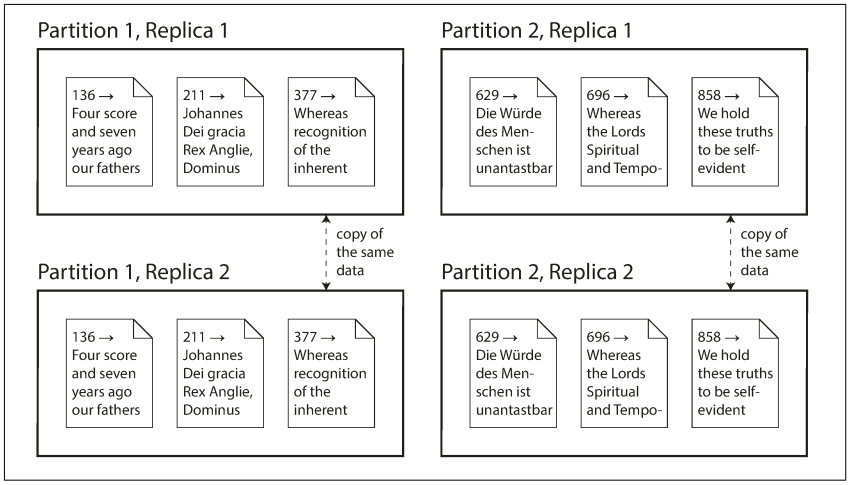 Partition 1, Replica 1
136 →
Four score
and seven
years ago
our fathers
211 →
Johannes
Dei gracia
Rex Anglie,
Dominus
377 →
Whereas
recognition
of the
inherent
Partition 2, Replica 1
629 →
Die Würde
des Men-
schen ist
unantastbar
696 →
Whereas
the Lords
Spiritual
and Tempo-
858 →
We hold
these truths
to be self-
evident
copy of
the same
data
copy of
the same
data
Partition 1, Replica 2
136 →
Four score
and seven
years ago
our fathers
211 →
Johannes
Dei gracia
Rex Anglie,
Dominus
377 →
Whereas
recognition
of the
inherent
Partition 2, Replica 2
629 →
Die Würde
des Men-
schen ist
unantastbar
696 →
Whereas
the Lords
Spiritual
and Tempo-
858 →
We hold
these truths
to be self-
evident